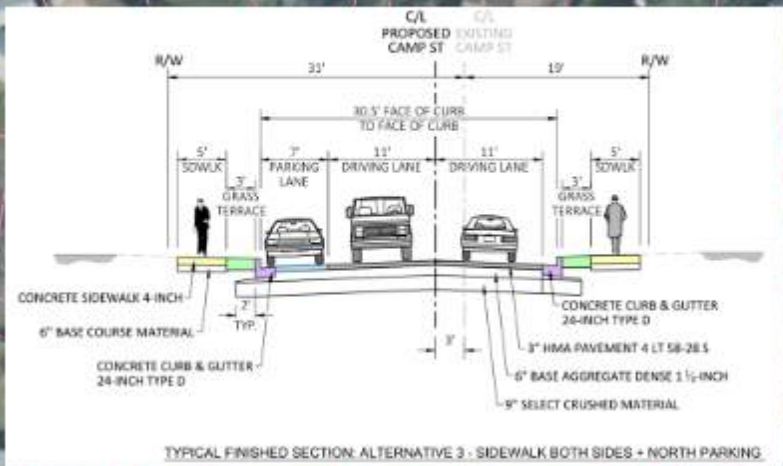 C/L
PROPOSED
CAMP ST
C/L
EXISTING
CAMP ST
R/W
R/W
31'
19'
30.5' FACE OF CURB
TO FACE OF CURB
5'
SDWLK
3'
GRASS
TERRACE
7'
PARKING
LANE
11'
DRIVING LANE
11'
DRIVING LANE
3'
GRASS
TERRACE
5'
SDWLK
CONCRETE SIDEWALK 4-INCH
6" BASE COURSE MATERIAL
2'
TYP.
CONCRETE CURB & GUTTER
24-INCH TYPE D
3'
CONCRETE CURB & GUTTER
24-INCH TYPE D
3" HMA PAVEMENT 4 LT 58-28 S
6" BASE AGGREGATE DENSE 1 ½-INCH
9" SELECT CRUSHED MATERIAL
TYPICAL FINISHED SECTION: ALTERNATIVE 3 - SIDEWALK BOTH SIDES + NORTH PARKING